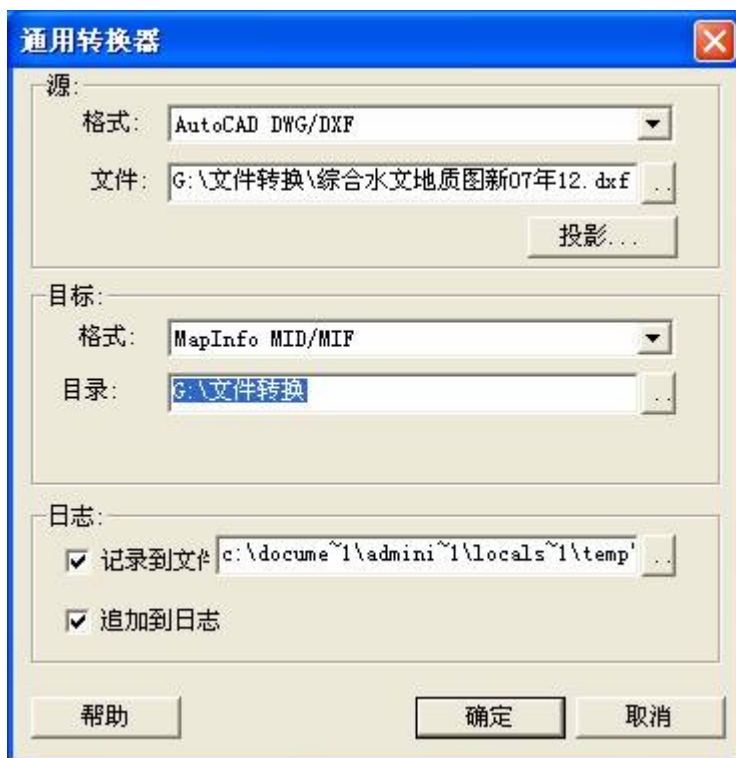 通用转换器
源:
格式: AutoCAD DWG/DXF
文件: G:\文件转换\综合水文地质图新07年12.dxf ..
投影...
目标:
格式: MapInfo MID/MIF
目录: G:\文件转换 ..
日志:
记录到文件 c:\docume~1\admini~1\locals~1\temp ..
追加到日志
帮助 确定 取消